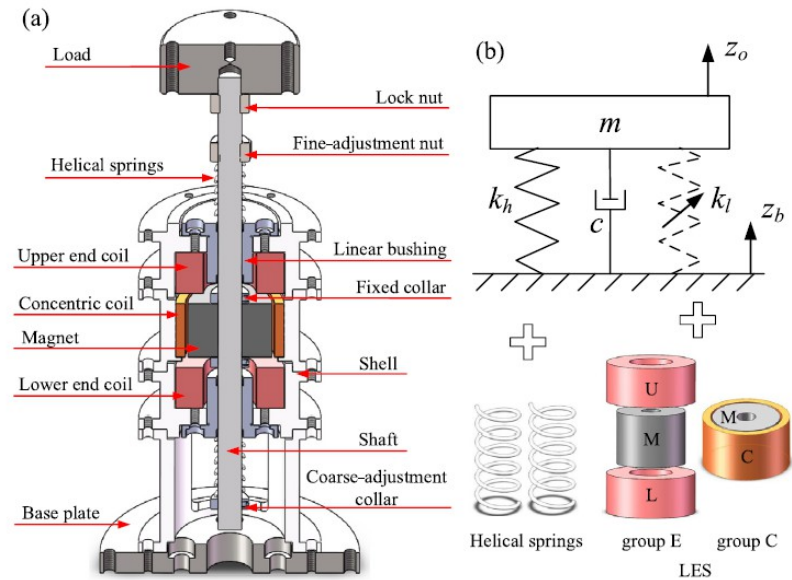 (a)
Load
Lock nut
Fine-adjustment nut
Helical springs
Upper end coil
Linear bushing
Concentric coil
Fixed collar
Magnet
Shell
Lower end coil
Shaft
Coarse-adjustment
collar
Base plate
(b)
z_o
m
k_h
c
k_l
z_b
U
M
L
M
C
Helical springs
group E
group C
LES